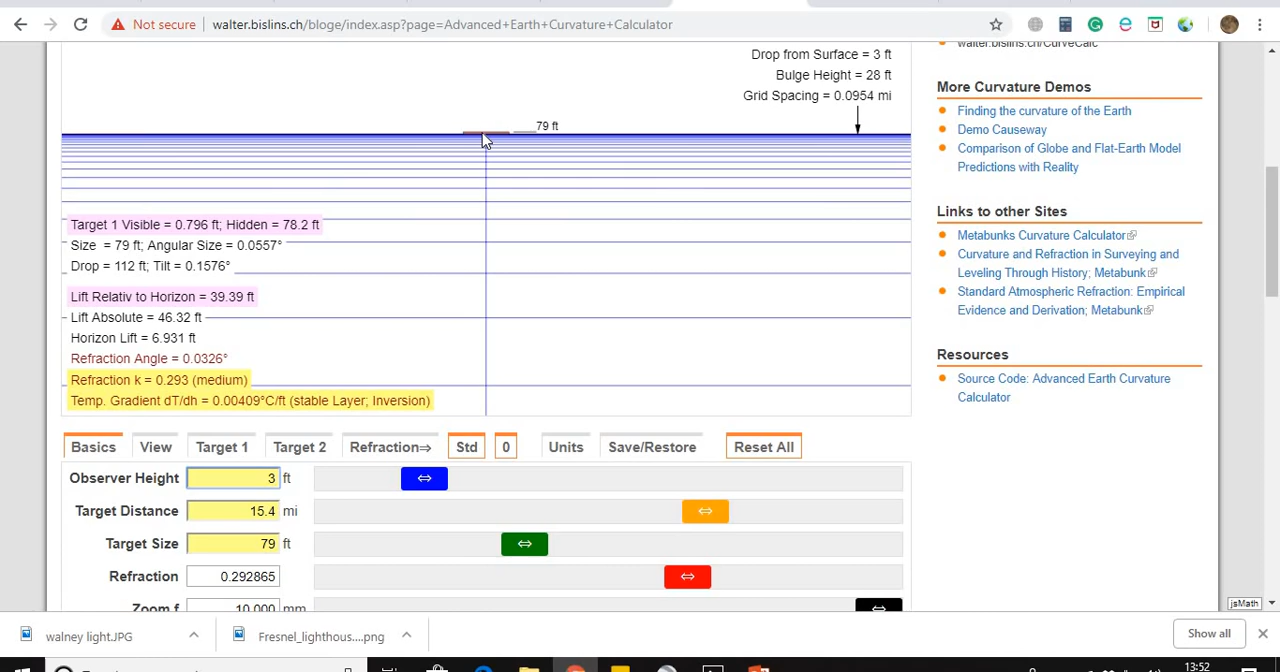 Not secure
walter.bislins.ch/bloge/index.asp?page=Advanced+Earth+Curvature+Calculator
Drop from Surface = 3 ft
Bulge Height = 28 ft
Grid Spacing = 0.0954 mi
79 ft
Target 1 Visible = 0.796 ft; Hidden = 78.2 ft
Size = 79 ft; Angular Size = 0.0557°
Drop = 112 ft; Tilt = 0.1576°
Lift Relativ to Horizon = 39.39 ft
Lift Absolute = 46.32 ft
Horizon Lift = 6.931 ft
Refraction Angle = 0.0326°
Refraction k = 0.293 (medium)
Temp. Gradient dT/dh = 0.00409°C/ft (stable Layer; Inversion)
Basics View Target 1 Target 2 Refraction⇒ Std 0 Units Save/Restore Reset All
Observer Height 3 ft
Target Distance 15.4 mi
Target Size 79 ft
Refraction 0.292865
Zoom f 10.000 mm
walter.bislins.ch/CurveCalc
More Curvature Demos
Finding the curvature of the Earth
Demo Causeway
Comparison of Globe and Flat-Earth Model
Predictions with Reality
Links to other Sites
Metabunks Curvature Calculator
Curvature and Refraction in Surveying and
Leveling Through History; Metabunk
Standard Atmospheric Refraction: Empirical
Evidence and Derivation; Metabunk
Resources
Source Code: Advanced Earth Curvature
Calculator
jsMath
walney light.JPG
Fresnel_lighthous....png
Show all
13:52